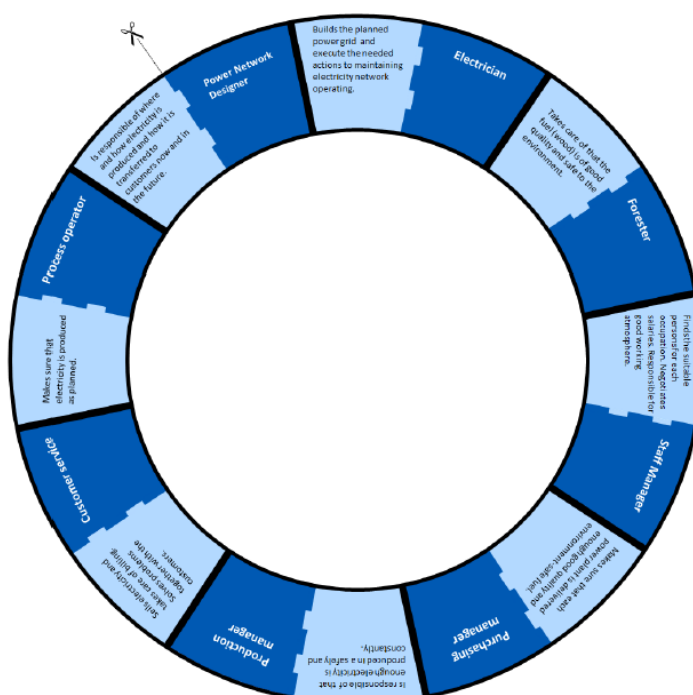 Power Network
Designer
Builds the planned
powergrid and
execute the needed
actions to maintaining
electricity network
operating.
Electrician
Takes care of that the
fuel (wood) is of good
quality and safe to the
environment.
Forester
Findsthe suitable
personsfor each
occupation. Negotiates
salaries. Responsible for
good working
atmosphere.
Staff Manager
Makes sure that each
power plant is delivered
enough good quality and
environment-safe fuel.
Purchasing
manager
is responsible of that
enough electricity is
produced in a safely and
constantly.
Production
manager
Sells electricity and
takes care of billing.
Solves problems
together with the
customers.
Customer service
Makes sure that
electricity is produced
as planned.
Process operator
Is responsible of where
and how electricity is
produced and how it is
transferred to
customers now and in
the future.